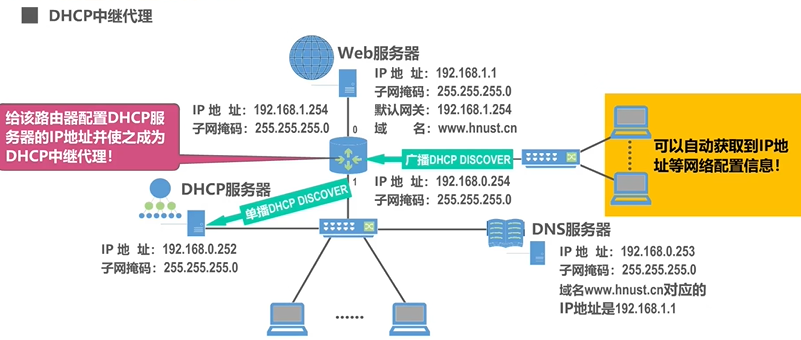 DHCP中继代理
Web服务器
IP 地 址：192.168.1.1
子网掩码：255.255.255.0
默认网关：192.168.1.254
域 名：www.hnust.cn
IP 地 址：192.168.1.254
子网掩码：255.255.255.0
给该路由器配置DHCP服
务器的IP地址并使之成为
DHCP中继代理！
0
1
广播DHCP DISCOVER
可以自动获取到IP地
址等网络配置信息！
IP 地 址：192.168.0.254
子网掩码：255.255.255.0
DHCP服务器
单播DHCP DISCOVER
IP 地 址：192.168.0.252
子网掩码：255.255.255.0
DNS服务器
IP 地 址：192.168.0.253
子网掩码：255.255.255.0
域名www.hnust.cn对应的
IP地址是192.168.1.1
……